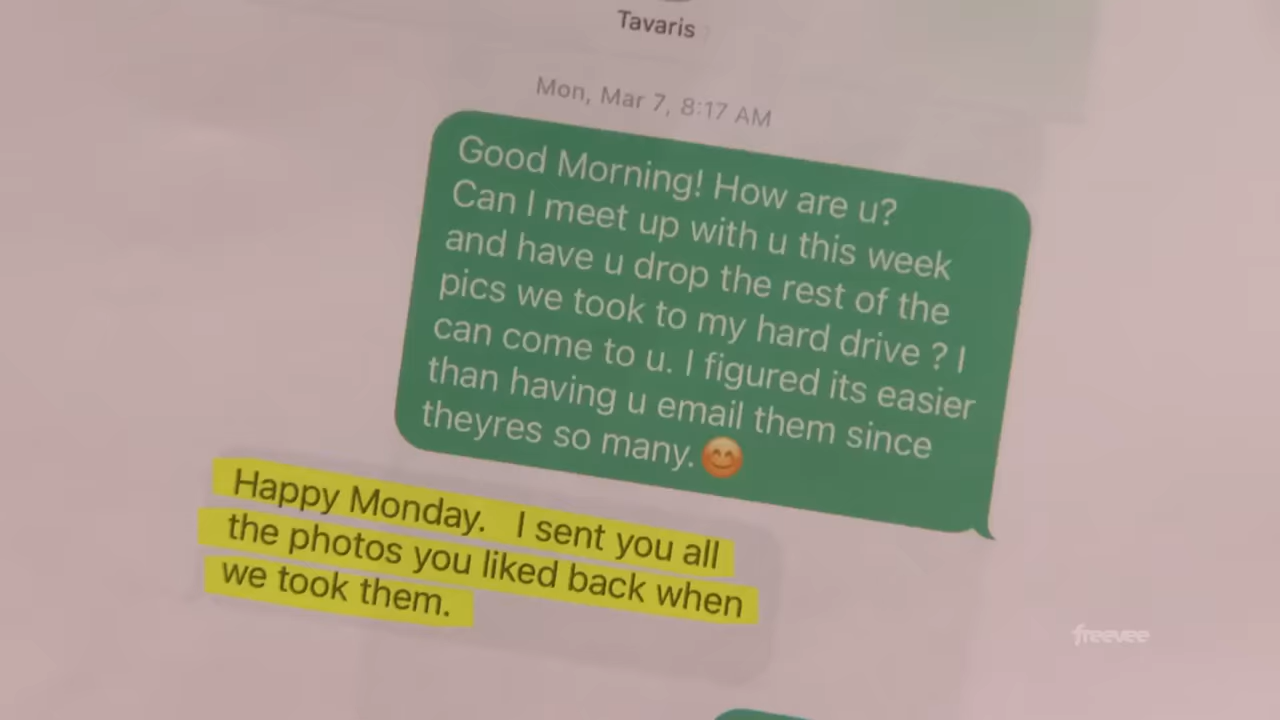 Tavaris
Mon, Mar 7, 8:17 AM
Good Morning! How are u?
Can I meet up with u this week
and have u drop the rest of the
pics we took to my hard drive ? I
can come to u. I figured its easier
than having u email them since
theyres so many.😊
Happy Monday.   I sent you all
the photos you liked back when
we took them.
freevee